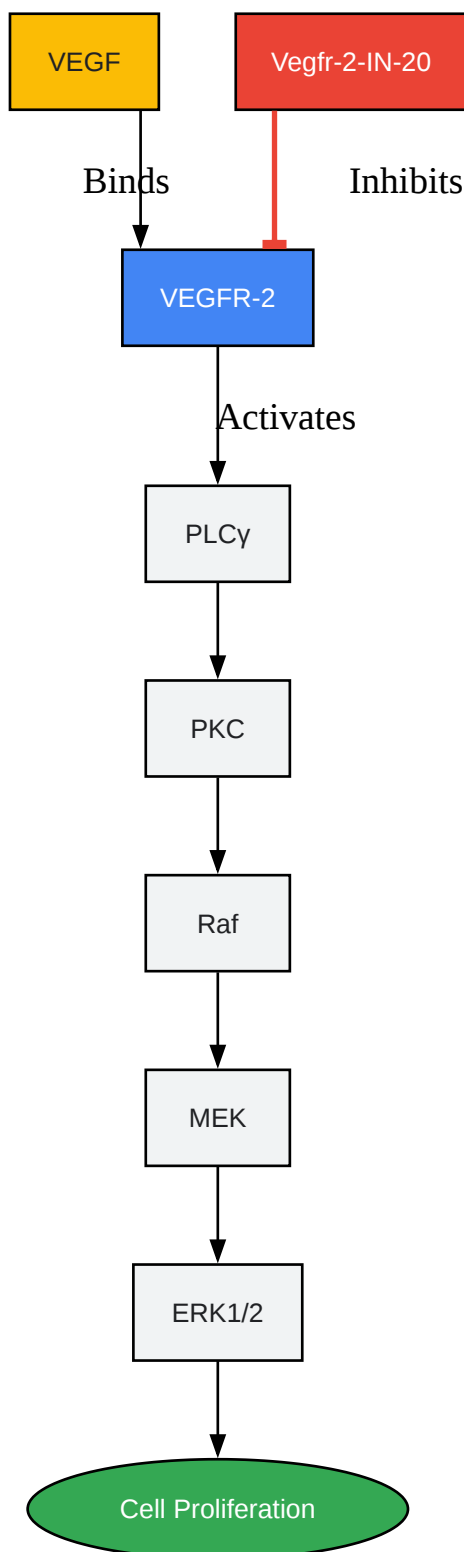 VEGF
Vegfr-2-IN-20
Binds
Inhibits
VEGFR-2
Activates
PLCγ
PKC
Raf
MEK
ERK1/2
Cell Proliferation